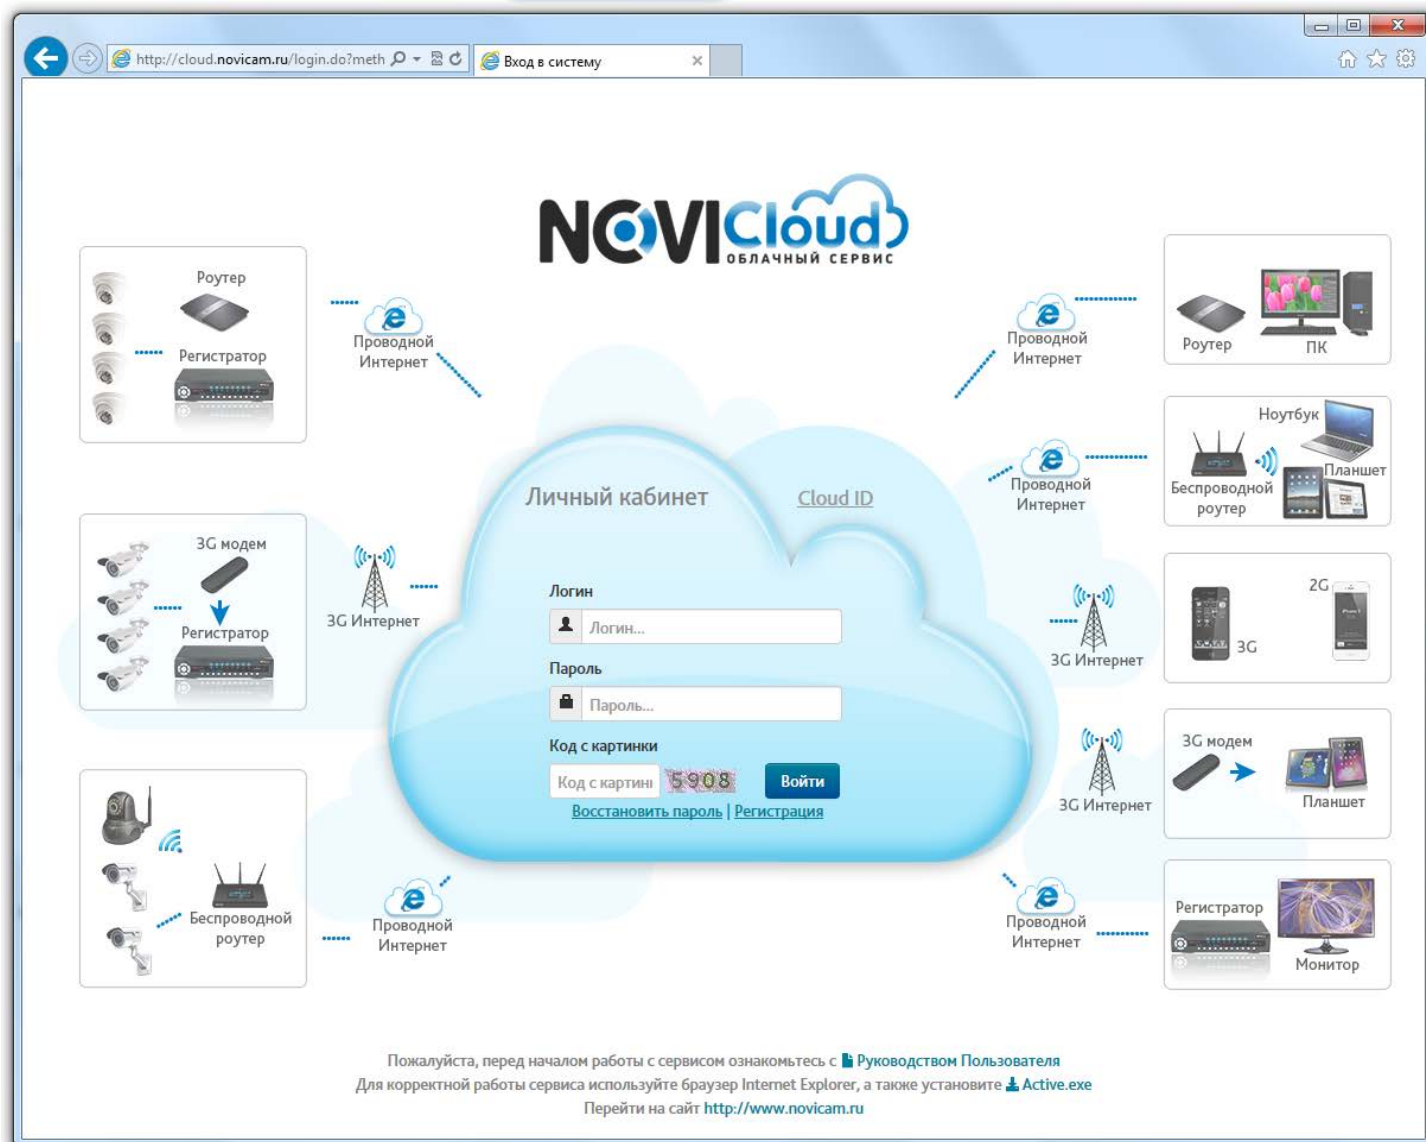 http://cloud.novicam.ru/login.do?meth
Вход в систему
NOVICloud
ОБЛАЧНЫЙ СЕРВИС
Роутер
Регистратор
Проводной
Интернет
3G модем
Регистратор
3G Интернет
Беспроводной
роутер
Проводной
Интернет
Личный кабинет
Cloud ID
Логин
Логин...
Пароль
Пароль...
Код с картинки
Код с картинн
5908
Войти
Восстановить пароль | Регистрация
Проводной
Интернет
Роутер
ПК
Проводной
Интернет
Ноутбук
Планшет
Беспроводной
роутер
3G Интернет
3G
2G
3G Интернет
3G модем
Планшет
Проводной
Интернет
Регистратор
Монитор
Пожалуйста, перед началом работы с сервисом ознакомьтесь с Руководством Пользователя
Для корректной работы сервиса используйте браузер Internet Explorer, а также установите Active.exe
Перейти на сайт http://www.novicam.ru